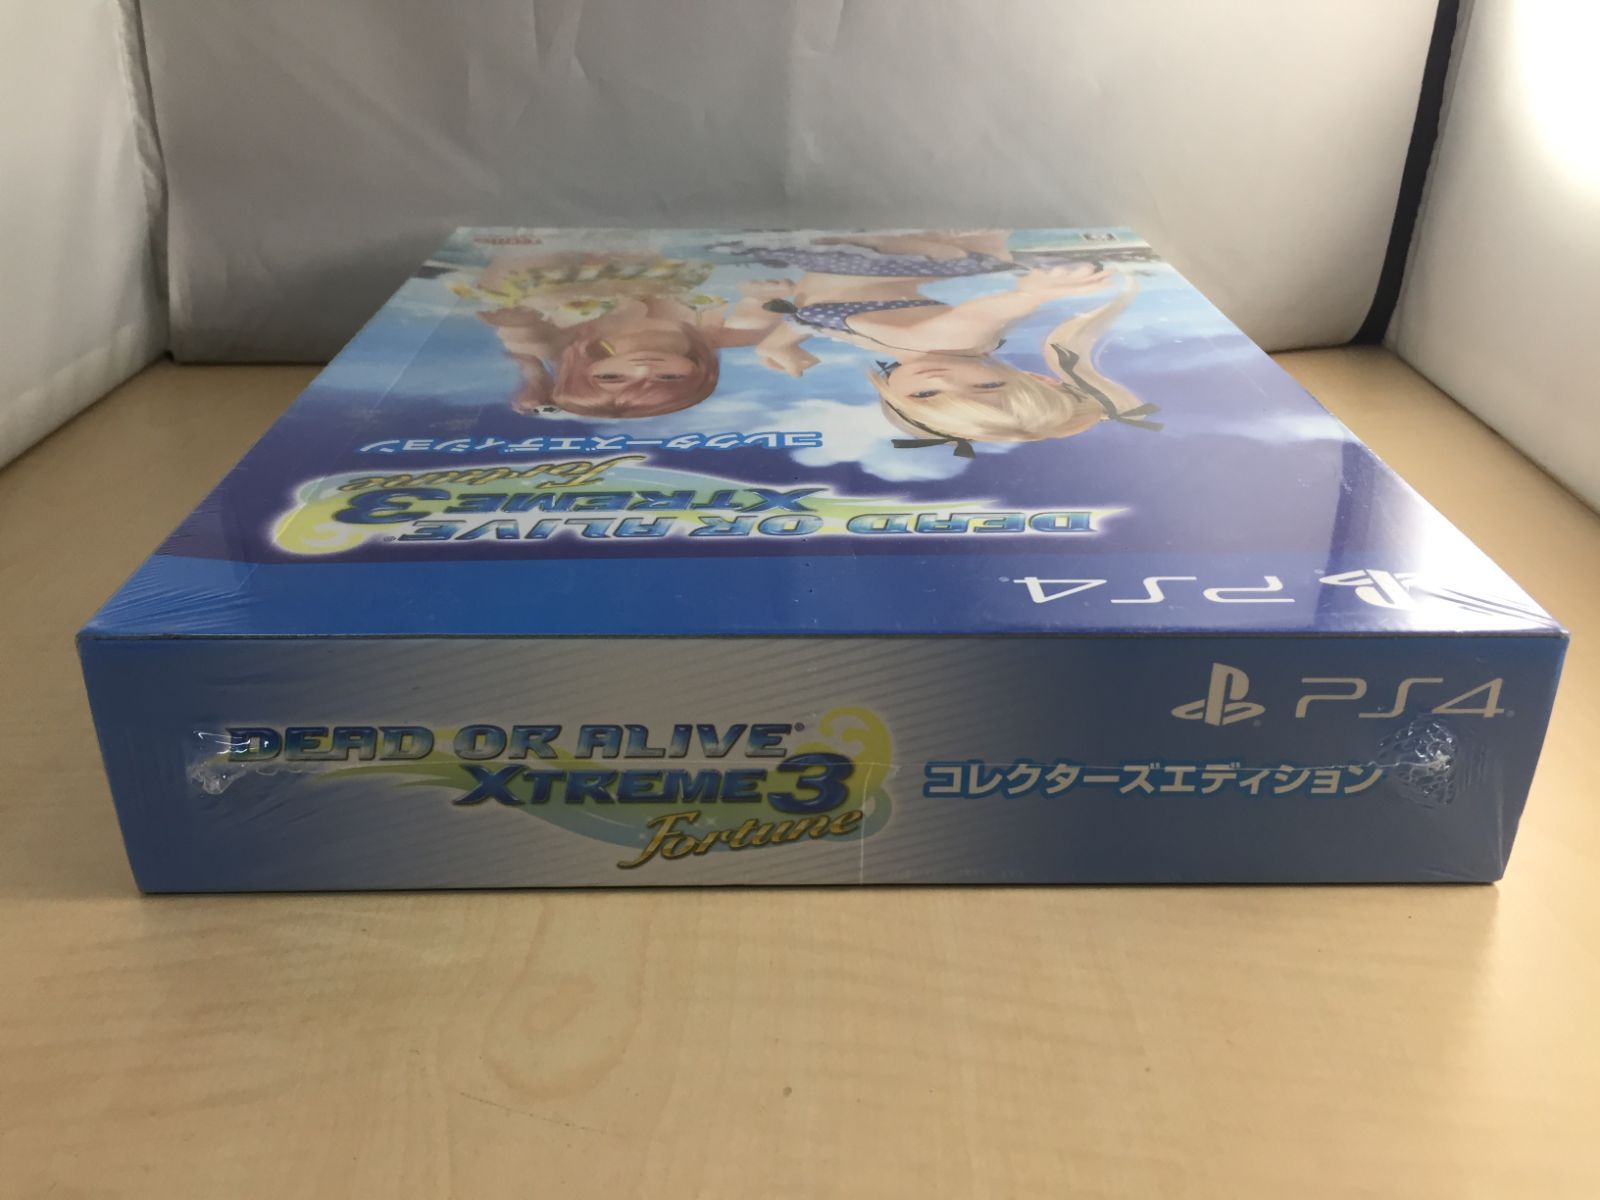 TECMO
コレクターズエディション
Fortune
XTREME 3
DEAD OR ALIVE®
PS4
DEAD OR ALIVE®
XTREME 3
Fortune
PS4®
コレクターズエディション